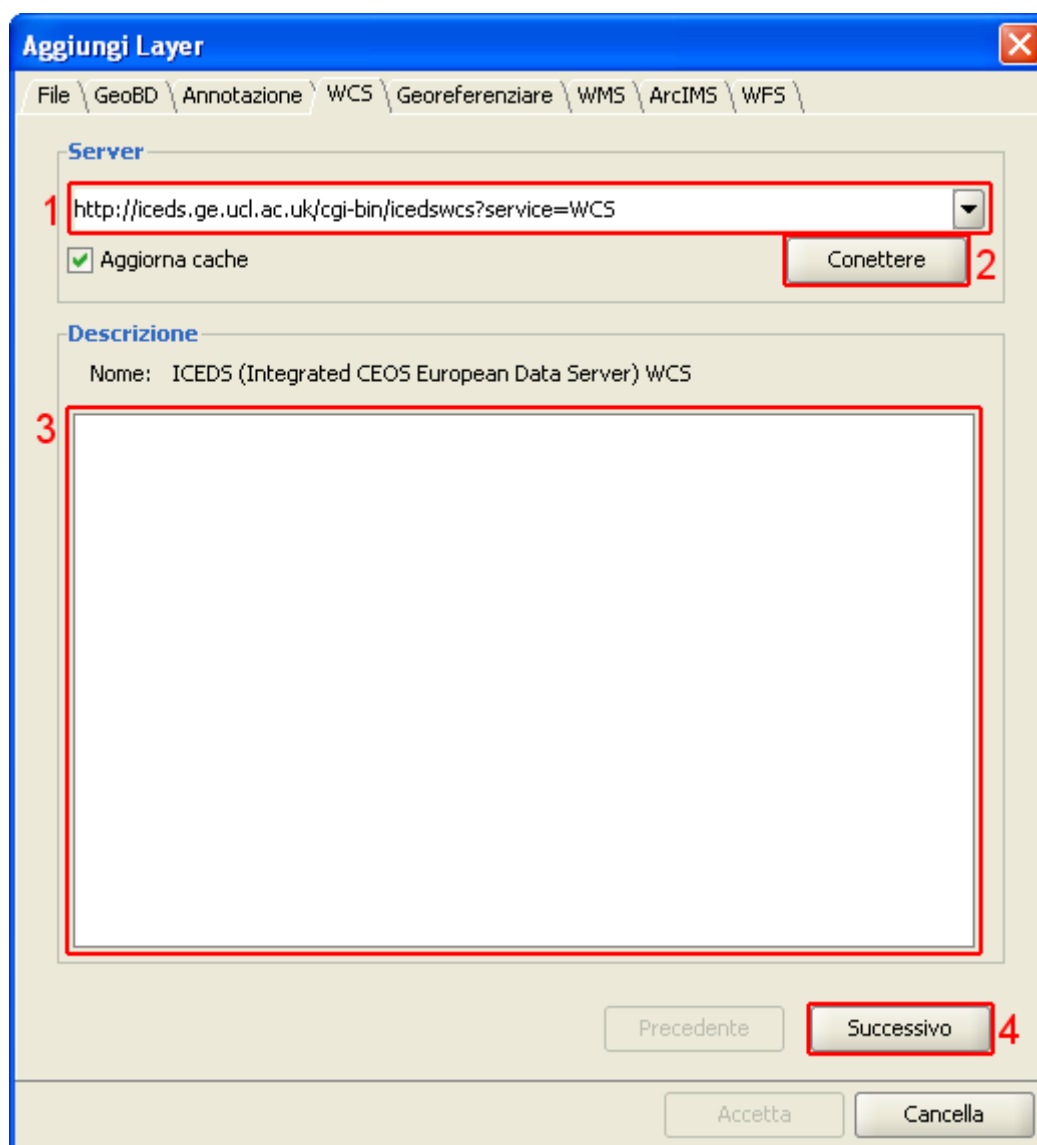 Aggiungi Layer
File GeoBD Annotazione WCS Georeferenziare WMS ArcIMS WFS
Server
1 http://iceds.ge.ucl.ac.uk/cgi-bin/icedswcs?service=WCS
Aggiorna cache Conettere 2
Descrizione
Nome: ICEDS (Integrated CEOS European Data Server) WCS
3
Precedente Successivo 4
Accetta Cancella